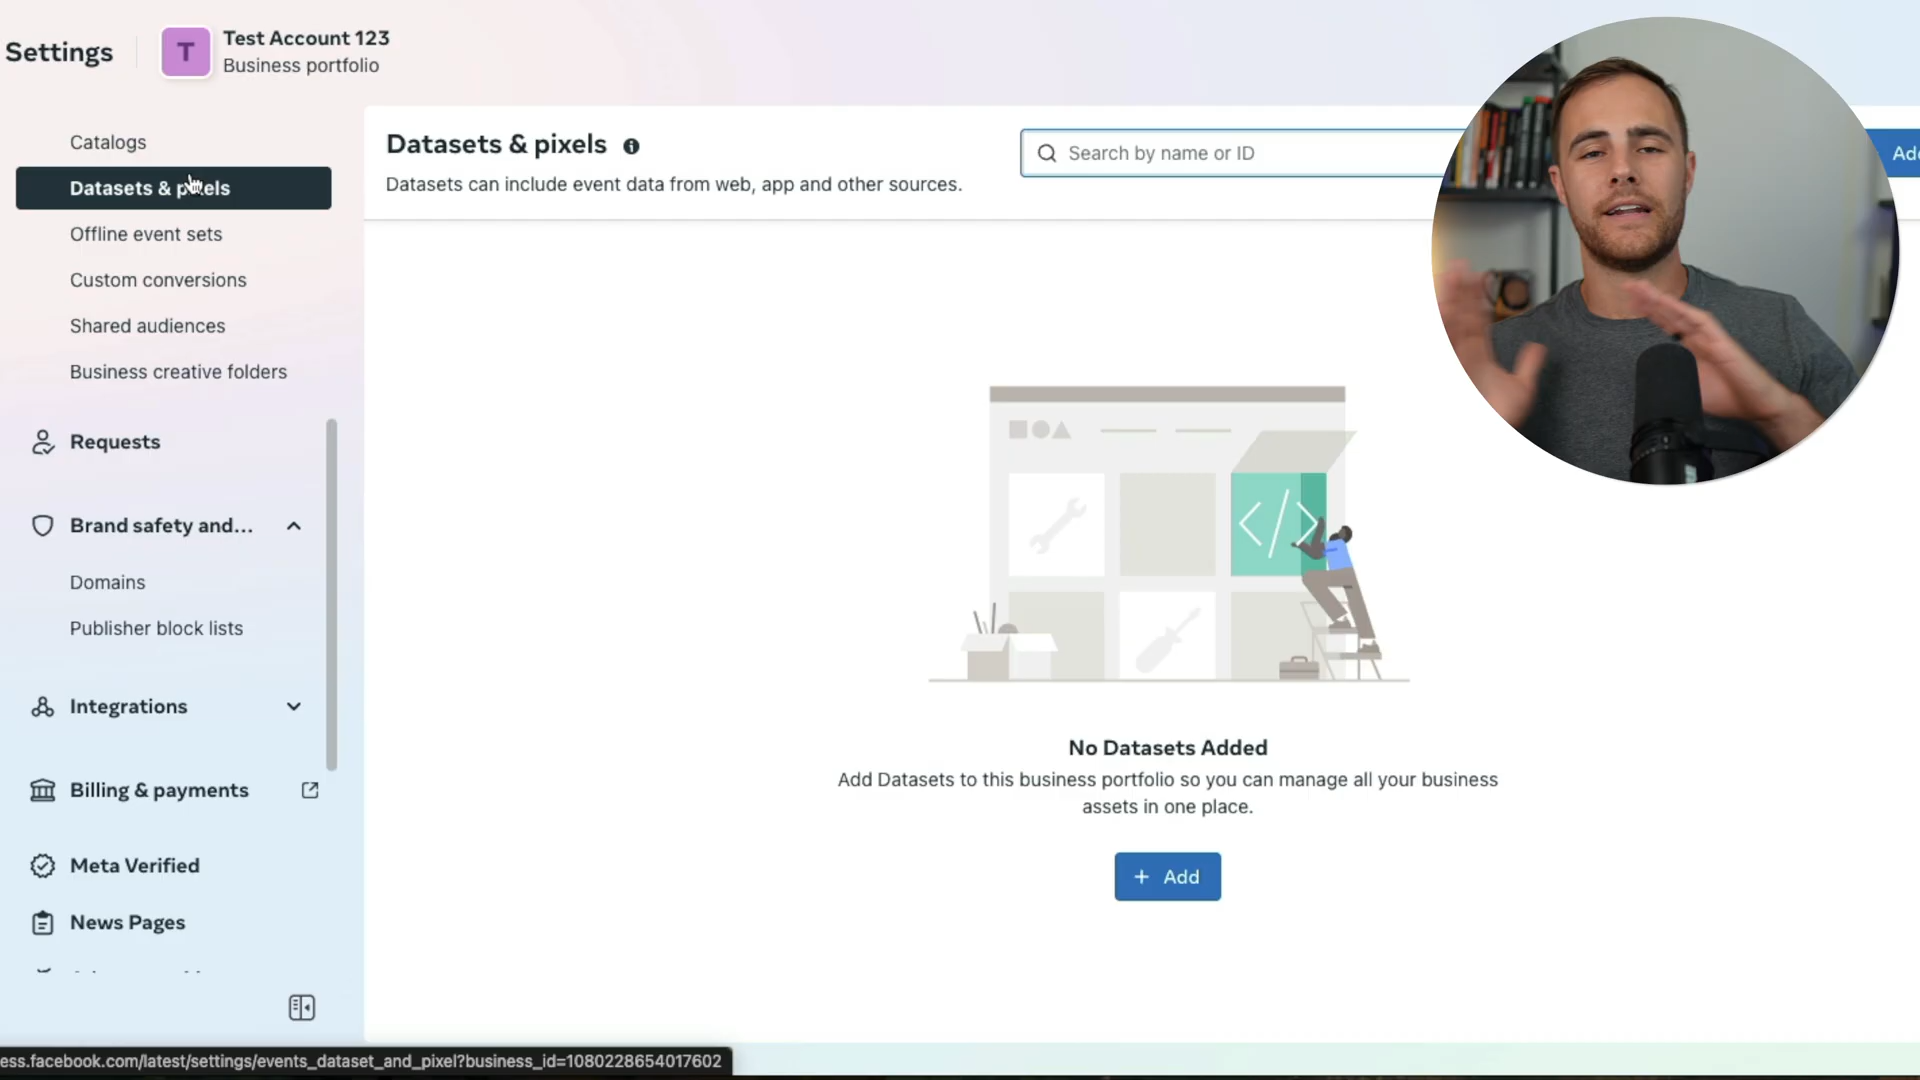 Settings
T
Test Account 123
Business portfolio
Catalogs
Datasets & pixels
Offline event sets
Custom conversions
Shared audiences
Business creative folders
Requests
Brand safety and...
Domains
Publisher block lists
Integrations
Billing & payments
Meta Verified
News Pages
Datasets & pixels
Datasets can include event data from web, app and other sources.
Search by name or ID
Add
No Datasets Added
Add Datasets to this business portfolio so you can manage all your business
assets in one place.
+ Add
ess.facebook.com/latest/settings/events_dataset_and_pixel?business_id=1080228654017602